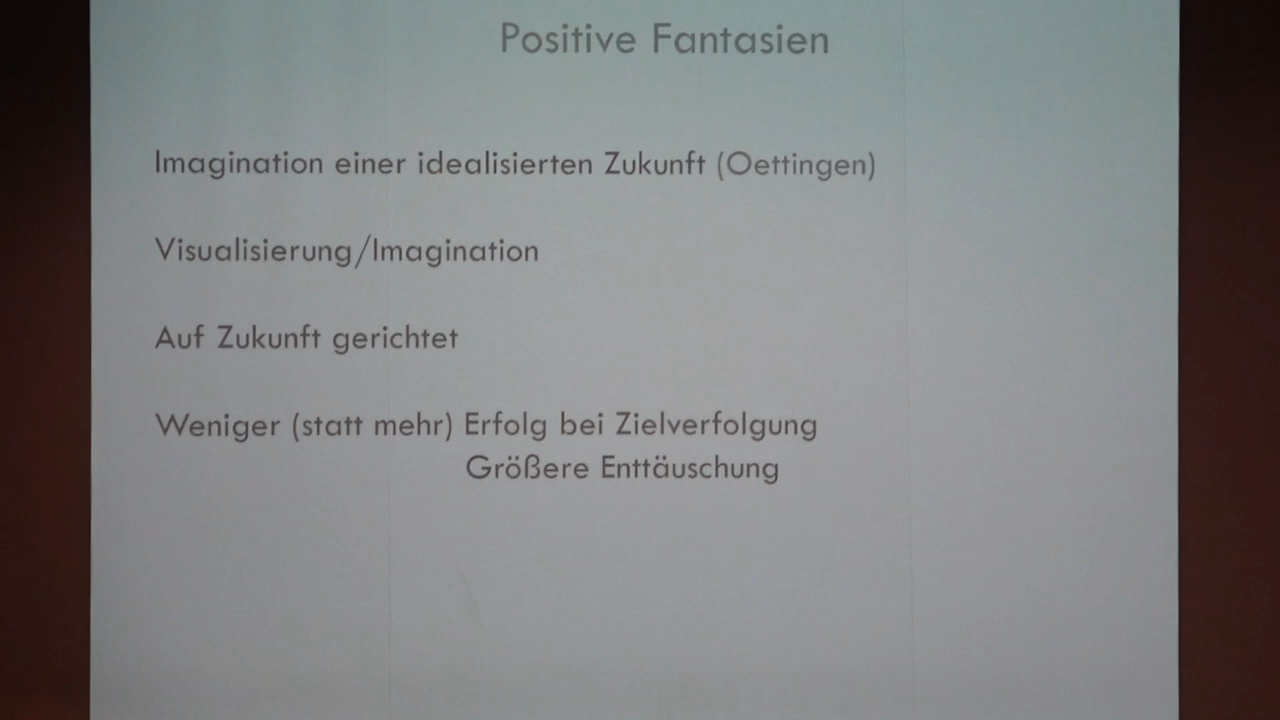 Positive Fantasien
Imagination einer idealisierten Zukunft (Oettingen)
Visualisierung/Imagination
Auf Zukunft gerichtet
Weniger (statt mehr) Erfolg bei Zielverfolgung
Größere Enttäuschung